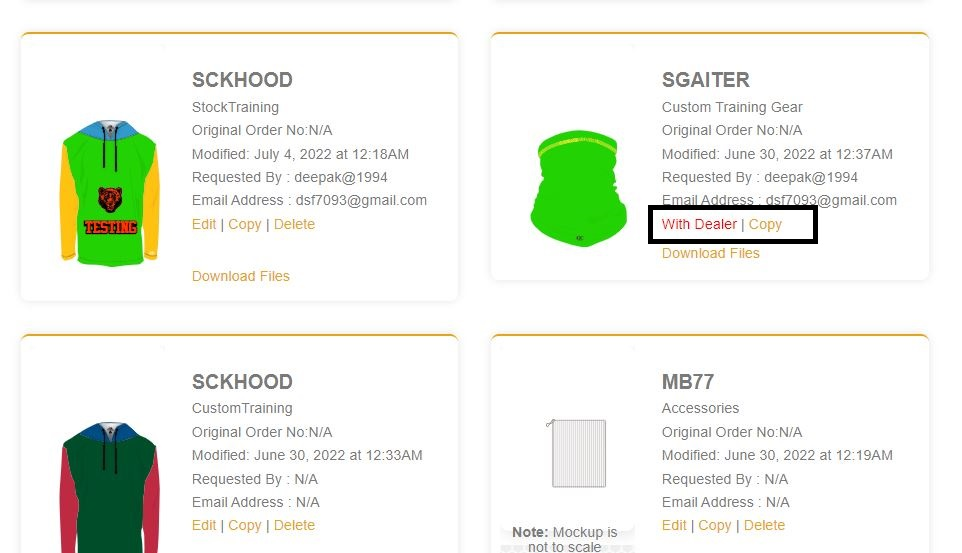 SCKHOOD
StockTraining
Original Order No:N/A
Modified: July 4, 2022 at 12:18AM
Requested By : deepak@1994
Email Address : dsf7093@gmail.com
Edit | Copy | Delete
Download Files
TESTING
SGAITER
Custom Training Gear
Original Order No:N/A
Modified: June 30, 2022 at 12:37AM
Requested By : deepak@1994
Email Address : dsf7093@gmail.com
With Dealer | Copy
Download Files
SCKHOOD
CustomTraining
Original Order No:N/A
Modified: June 30, 2022 at 12:33AM
Requested By : N/A
Email Address : N/A
Edit | Copy | Delete
MB77
Accessories
Original Order No:N/A
Modified: June 30, 2022 at 12:19AM
Requested By : N/A
Email Address : N/A
Edit | Copy | Delete
Note: Mockup is
not to scale